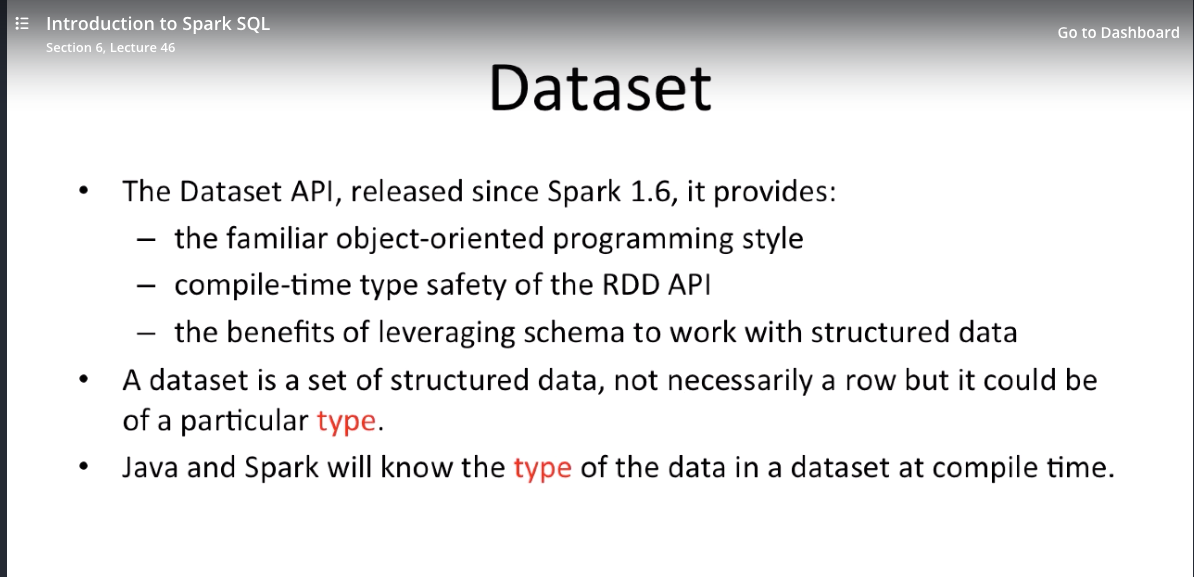 Introduction to Spark SQL
Section 6, Lecture 46
Go to Dashboard
Dataset
• The Dataset API, released since Spark 1.6, it provides:
– the familiar object-oriented programming style
– compile-time type safety of the RDD API
– the benefits of leveraging schema to work with structured data
• A dataset is a set of structured data, not necessarily a row but it could be
of a particular type.
• Java and Spark will know the type of the data in a dataset at compile time.